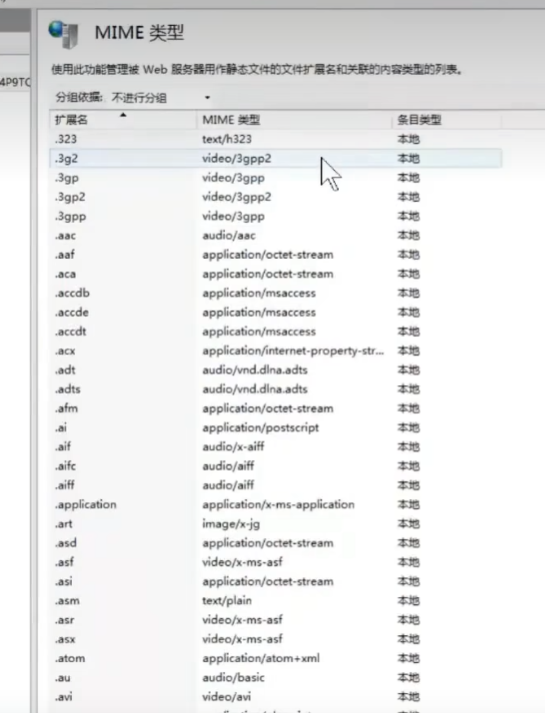 4P9TC
MIME 类型
使用此功能管理被 Web 服务器用作静态文件的文件扩展名和关联的内容类型的列表。
分组依据: 不进行分组
扩展名 MIME 类型 条目类型
.323 text/h323 本地
.3g2 video/3gpp2 本地
.3gp video/3gpp 本地
.3gp2 video/3gpp2 本地
.3gpp video/3gpp 本地
.aac audio/aac 本地
.aaf application/octet-stream 本地
.aca application/octet-stream 本地
.accdb application/msaccess 本地
.accde application/msaccess 本地
.accdt application/msaccess 本地
.acx application/internet-property-str... 本地
.adt audio/vnd.dlna.adts 本地
.adts audio/vnd.dlna.adts 本地
.afm application/octet-stream 本地
.ai application/postscript 本地
.aif audio/x-aiff 本地
.aifc audio/aiff 本地
.aiff audio/aiff 本地
.application application/x-ms-application 本地
.art image/x-jg 本地
.asd application/octet-stream 本地
.asf video/x-ms-asf 本地
.asi application/octet-stream 本地
.asm text/plain 本地
.asr video/x-ms-asf 本地
.asx video/x-ms-asf 本地
.atom application/atom+xml 本地
.au audio/basic 本地
.avi video/avi 本地